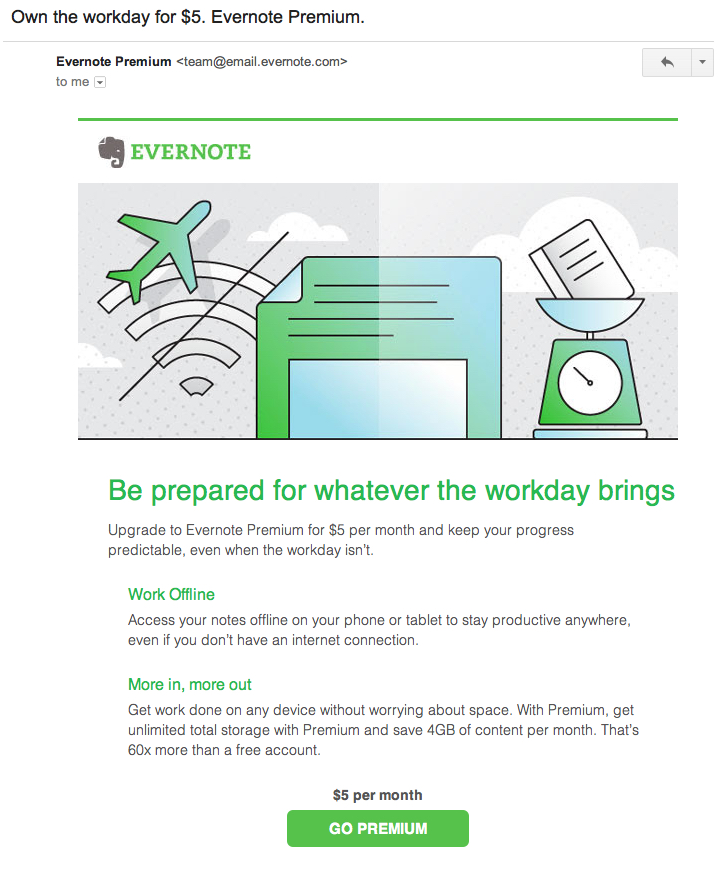 Own the workday for $5. Evernote Premium.
Evernote Premium <team@email.evernote.com>
to me
EVERNOTE
Be prepared for whatever the workday brings
Upgrade to Evernote Premium for $5 per month and keep your progress
predictable, even when the workday isn’t.
Work Offline
Access your notes offline on your phone or tablet to stay productive anywhere,
even if you don’t have an internet connection.
More in, more out
Get work done on any device without worrying about space. With Premium, get
unlimited total storage with Premium and save 4GB of content per month. That’s
60x more than a free account.
$5 per month
GO PREMIUM